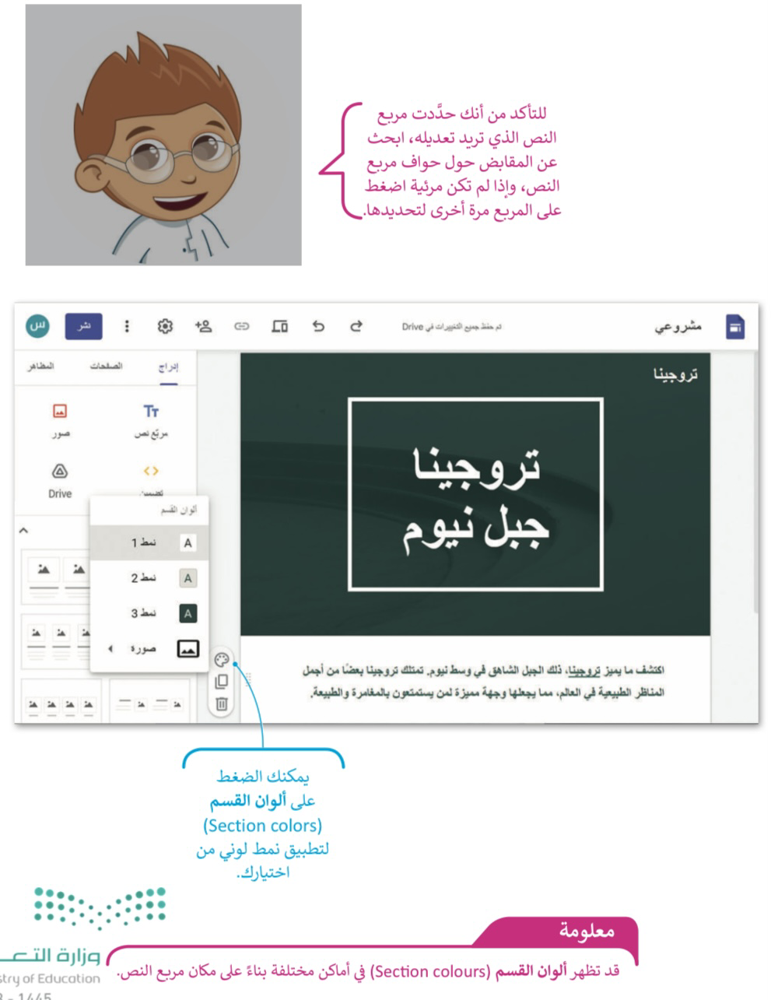 للتأكد من أنك حدَّدت مربع
النص الذي تريد تعديله، ابحث
عن المقابض حول حواف مربع
النص، وإذا لم تكن مرئية اضغط
على المربع مرة أخرى لتحديدها.
مشروعي
تم حفظ جميع التغييرات في Drive
نشر
س
إدراج
الصفحات
المظاهر
مربّع نص
صور
تضمين
Drive
ألوان القسم
نمط 1
نمط 2
نمط 3
صورة
تروجينا
تروجينا
جبل نيوم
اكتشف ما يميز تروجينا، ذلك الجبل الشاهق في وسط نيوم. تمتلك تروجينا بعضًا من أجمل
المناظر الطبيعية في العالم، مما يجعلها وجهة مميزة لمن يستمتعون بالمغامرة والطبيعة.
يمكنك الضغط
على ألوان القسم
(Section colors)
لتطبيق نمط لوني من
اختيارك.
معلومة
قد تظهر ألوان القسم (Section colours) في أماكن مختلفة بناءً على مكان مربع النص.
وزارة التعـ
stry of Education
3 - 1445